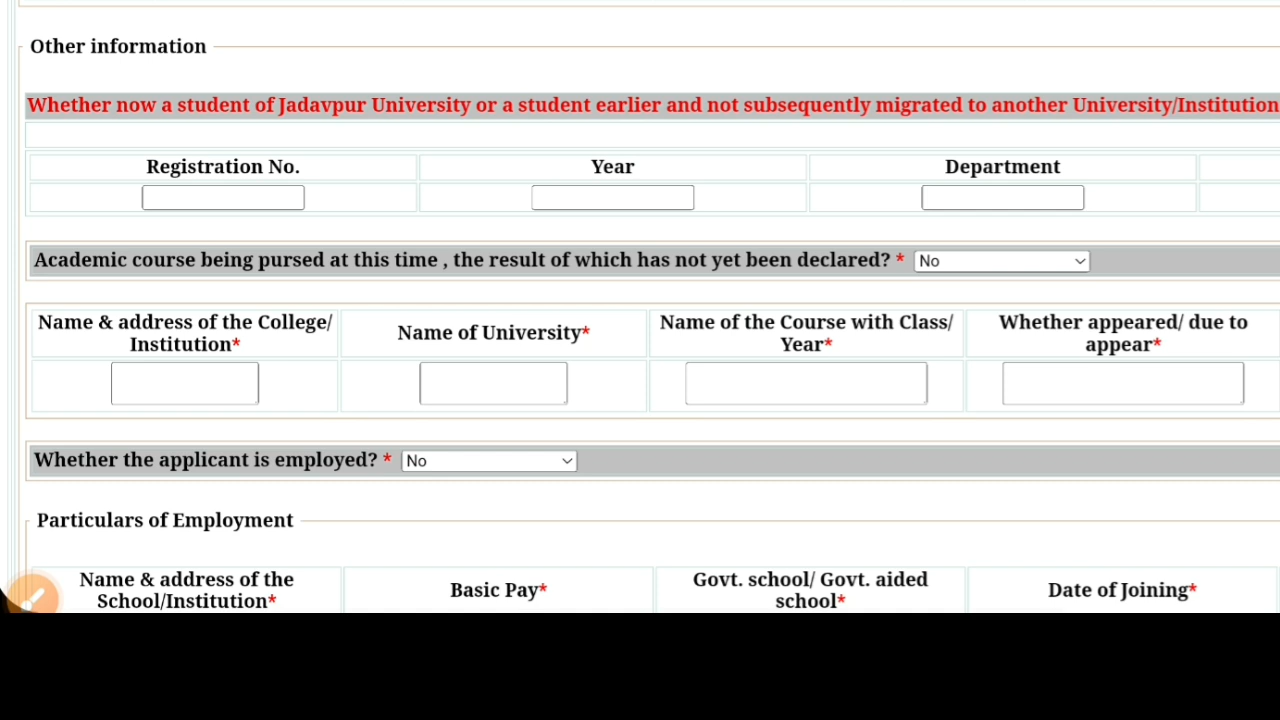 Other information
Whether now a student of Jadavpur University or a student earlier and not subsequently migrated to another University/Institution
Registration No. Year Department
Academic course being pursed at this time , the result of which has not yet been declared? * No
Name & address of the College/ Institution* Name of University* Name of the Course with Class/ Year* Whether appeared/ due to appear*
Whether the applicant is employed? * No
Particulars of Employment
Name & address of the School/Institution* Basic Pay* Govt. school/ Govt. aided school* Date of Joining*